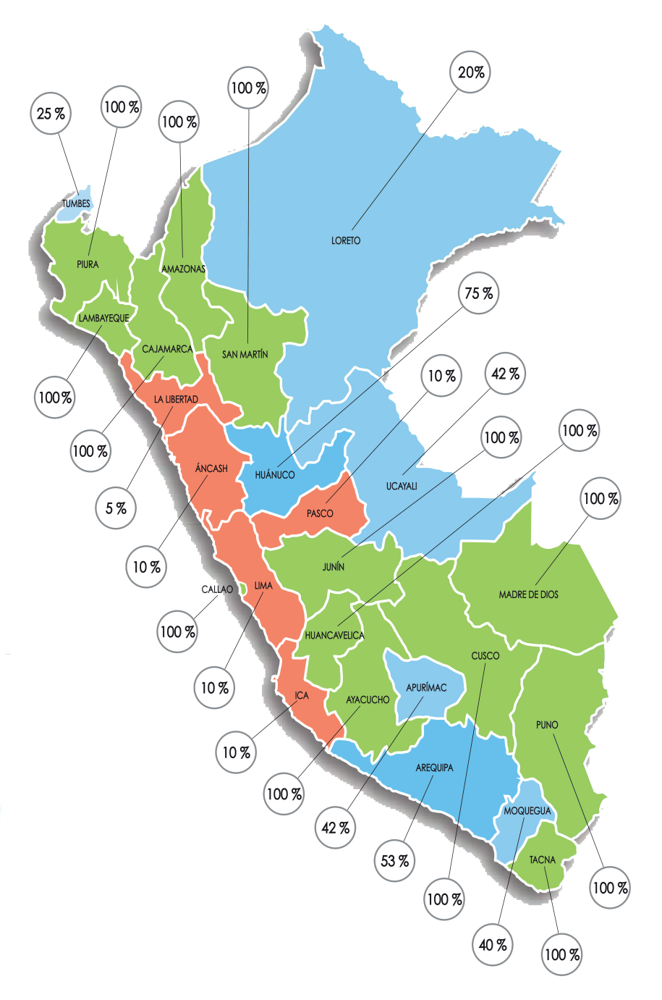 20%
100 %
100 %
25 %
100 %
TUMBES
LORETO
PIURA
AMAZONAS
75 %
LAMBAYEQUE
CAJAMARCA
SAN MARTÍN
10 %
42 %
100%
LA LIBERTAD
100 %
100 %
100 %
ÁNCASH
HUÁNUCO
UCAYALI
100 %
5 %
PASCO
10 %
JUNÍN
CALLAO
LIMA
MADRE DE DIOS
100 %
HUANCAVELICA
CUSCO
10 %
ICA
AYACUCHO
APURÍMAC
PUNO
10 %
AREQUIPA
100 %
MOQUEGUA
42 %
53 %
TACNA
100 %
100 %
40 %
100 %